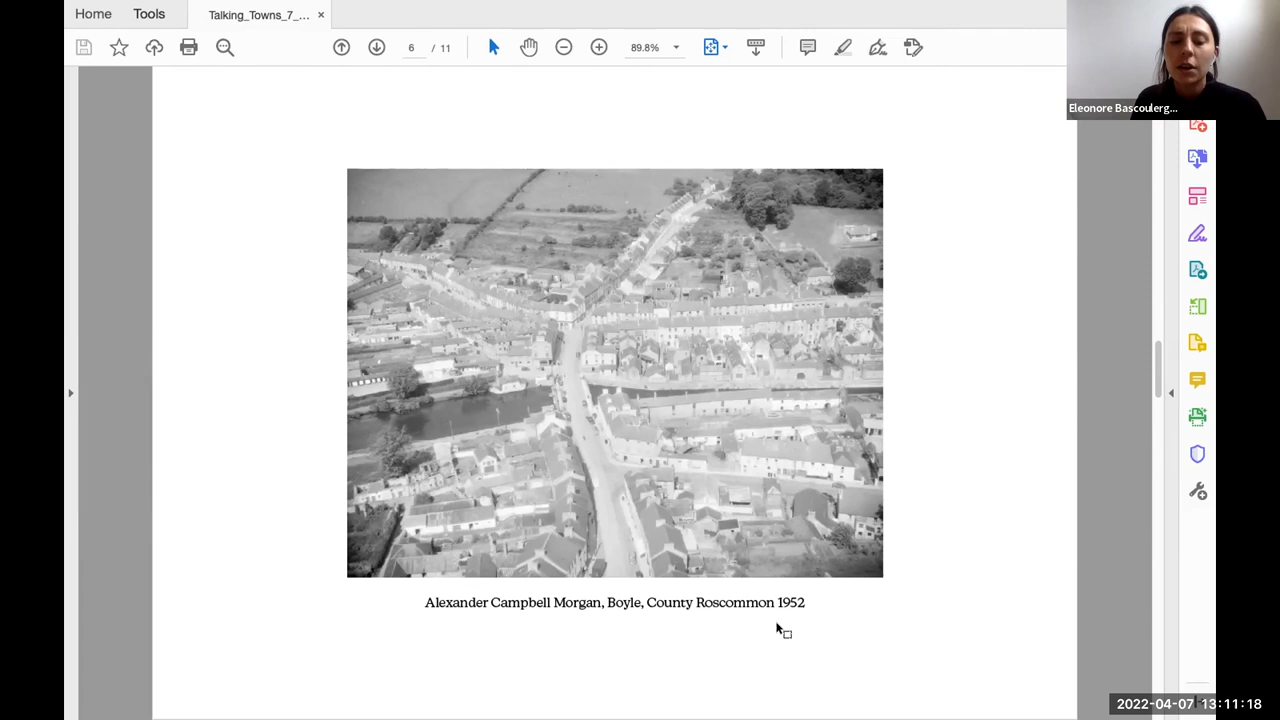 Home Tools Talking_Towns_7_... ×
6 / 11 89.8%
Eleonore Bascoulerg...
Alexander Campbell Morgan, Boyle, County Roscommon 1952
2022-04-07 13:11:18